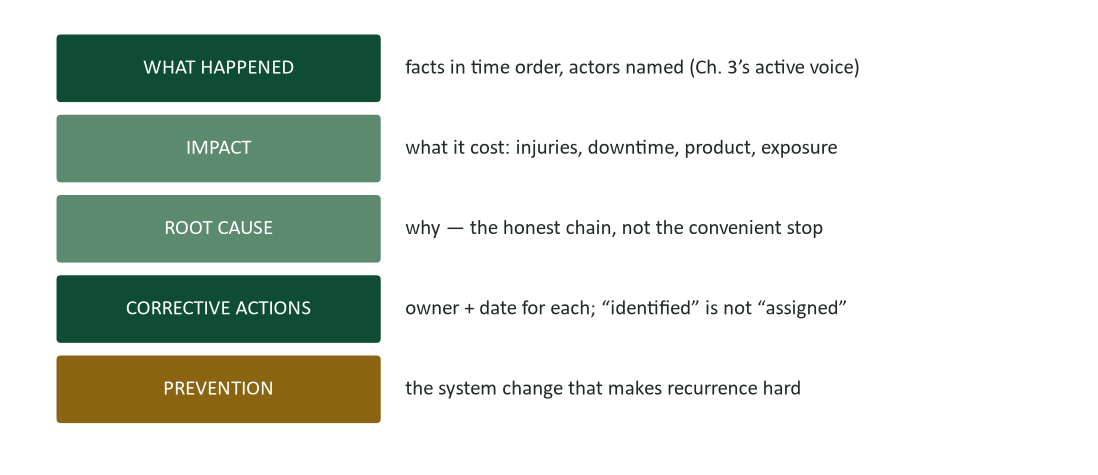 WHAT HAPPENED
facts in time order, actors named (Ch. 3’s active voice)
IMPACT
what it cost: injuries, downtime, product, exposure
ROOT CAUSE
why — the honest chain, not the convenient stop
CORRECTIVE ACTIONS
owner + date for each; “identified” is not “assigned”
PREVENTION
the system change that makes recurrence hard